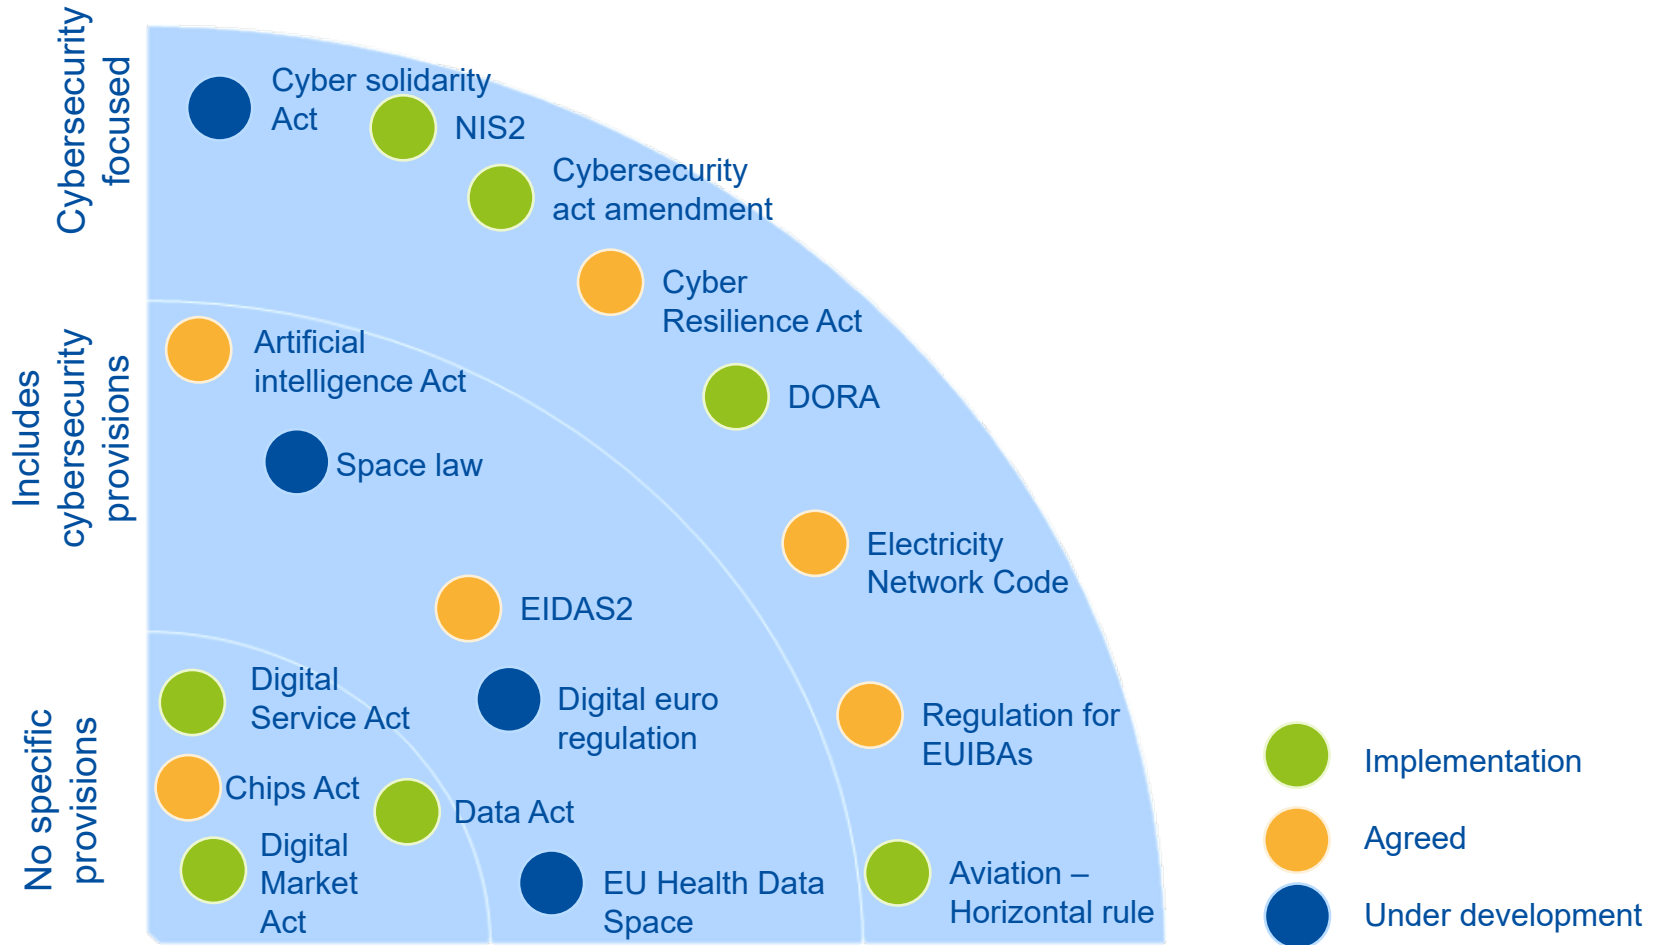 Cybersecurity
focused
Cyber solidarity
Act
NIS2
Cybersecurity
act amendment
Cyber
Resilience Act
DORA
Electricity
Network Code
Regulation for
EUIBAs
Aviation –
Horizontal rule
Includes
cybersecurity
provisions
Artificial
intelligence Act
Space law
EIDAS2
Digital euro
regulation
EU Health Data
Space
No specific
provisions
Digital
Service Act
Chips Act
Data Act
Digital
Market
Act
Implementation
Agreed
Under development